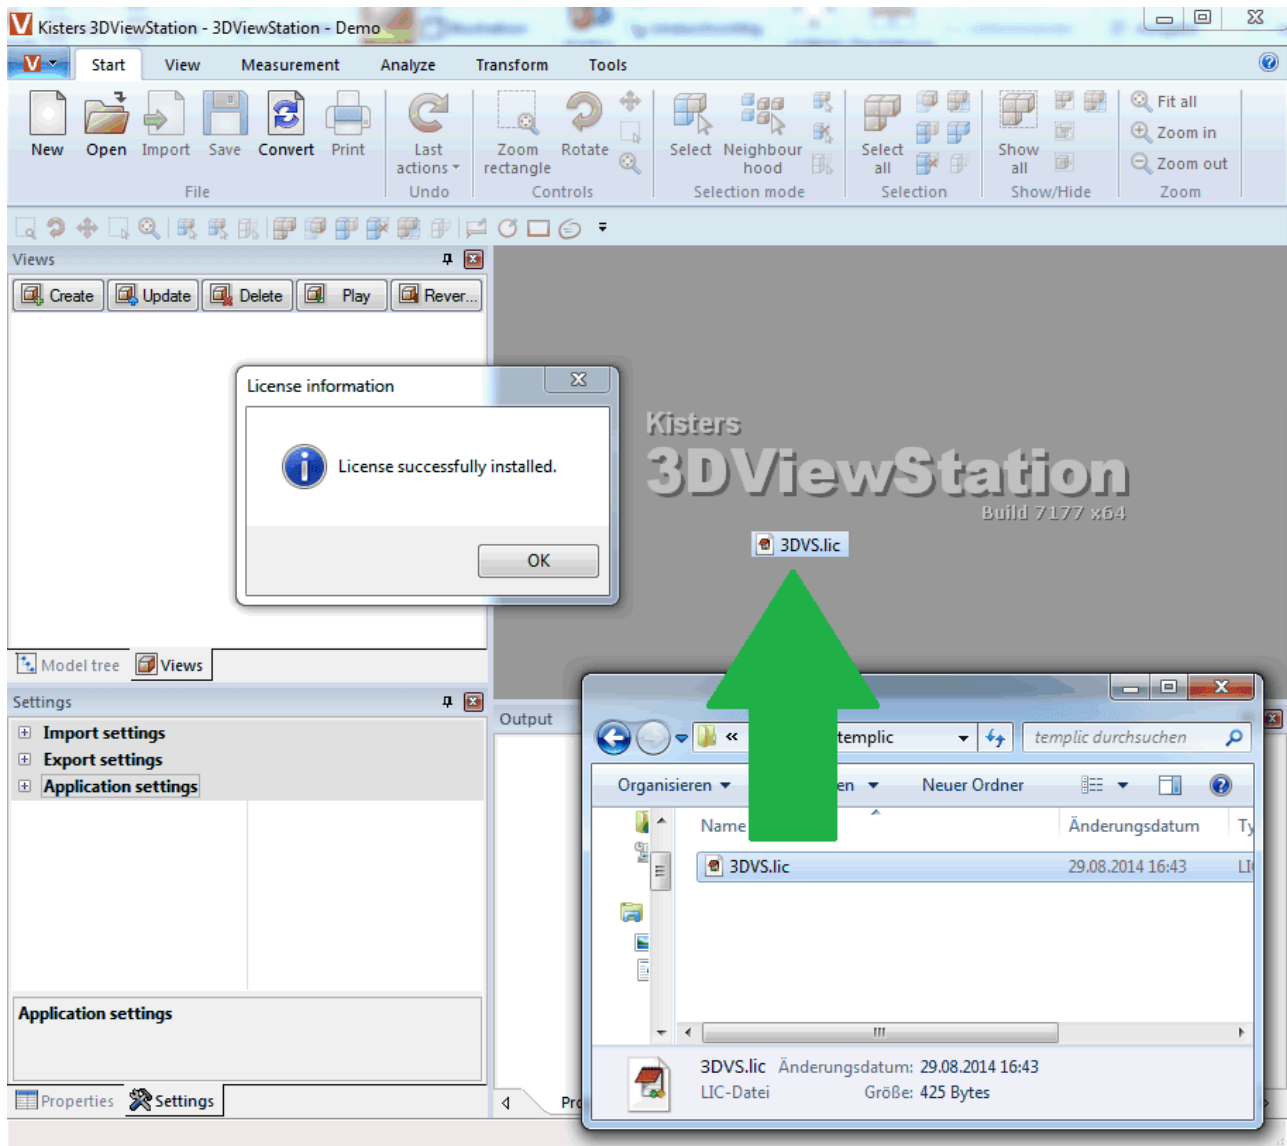 Kisters 3DViewStation - 3DViewStation - Demo
Start View Measurement Analyze Transform Tools
New Open Import Save Convert Print
File
Last actions
Undo
Zoom rectangle Rotate
Controls
Select Neighbour hood
Selection mode
Select all
Selection
Show all
Show/Hide
Fit all
Zoom in
Zoom out
Zoom
Views
Create Update Delete Play Rever...
License information
License successfully installed.
OK
Kisters
3DViewStation
Build 7177 x64
3DVS.lic
Model tree Views
Settings
Import settings
Export settings
Application settings
Application settings
Properties Settings
Output
templic
templic durchsuchen
Organisieren
en
Neuer Ordner
Name Änderungsdatum Ty
3DVS.lic 29.08.2014 16:43 LI
3DVS.lic Änderungsdatum: 29.08.2014 16:43
LIC-Datei Größe: 425 Bytes
Pro